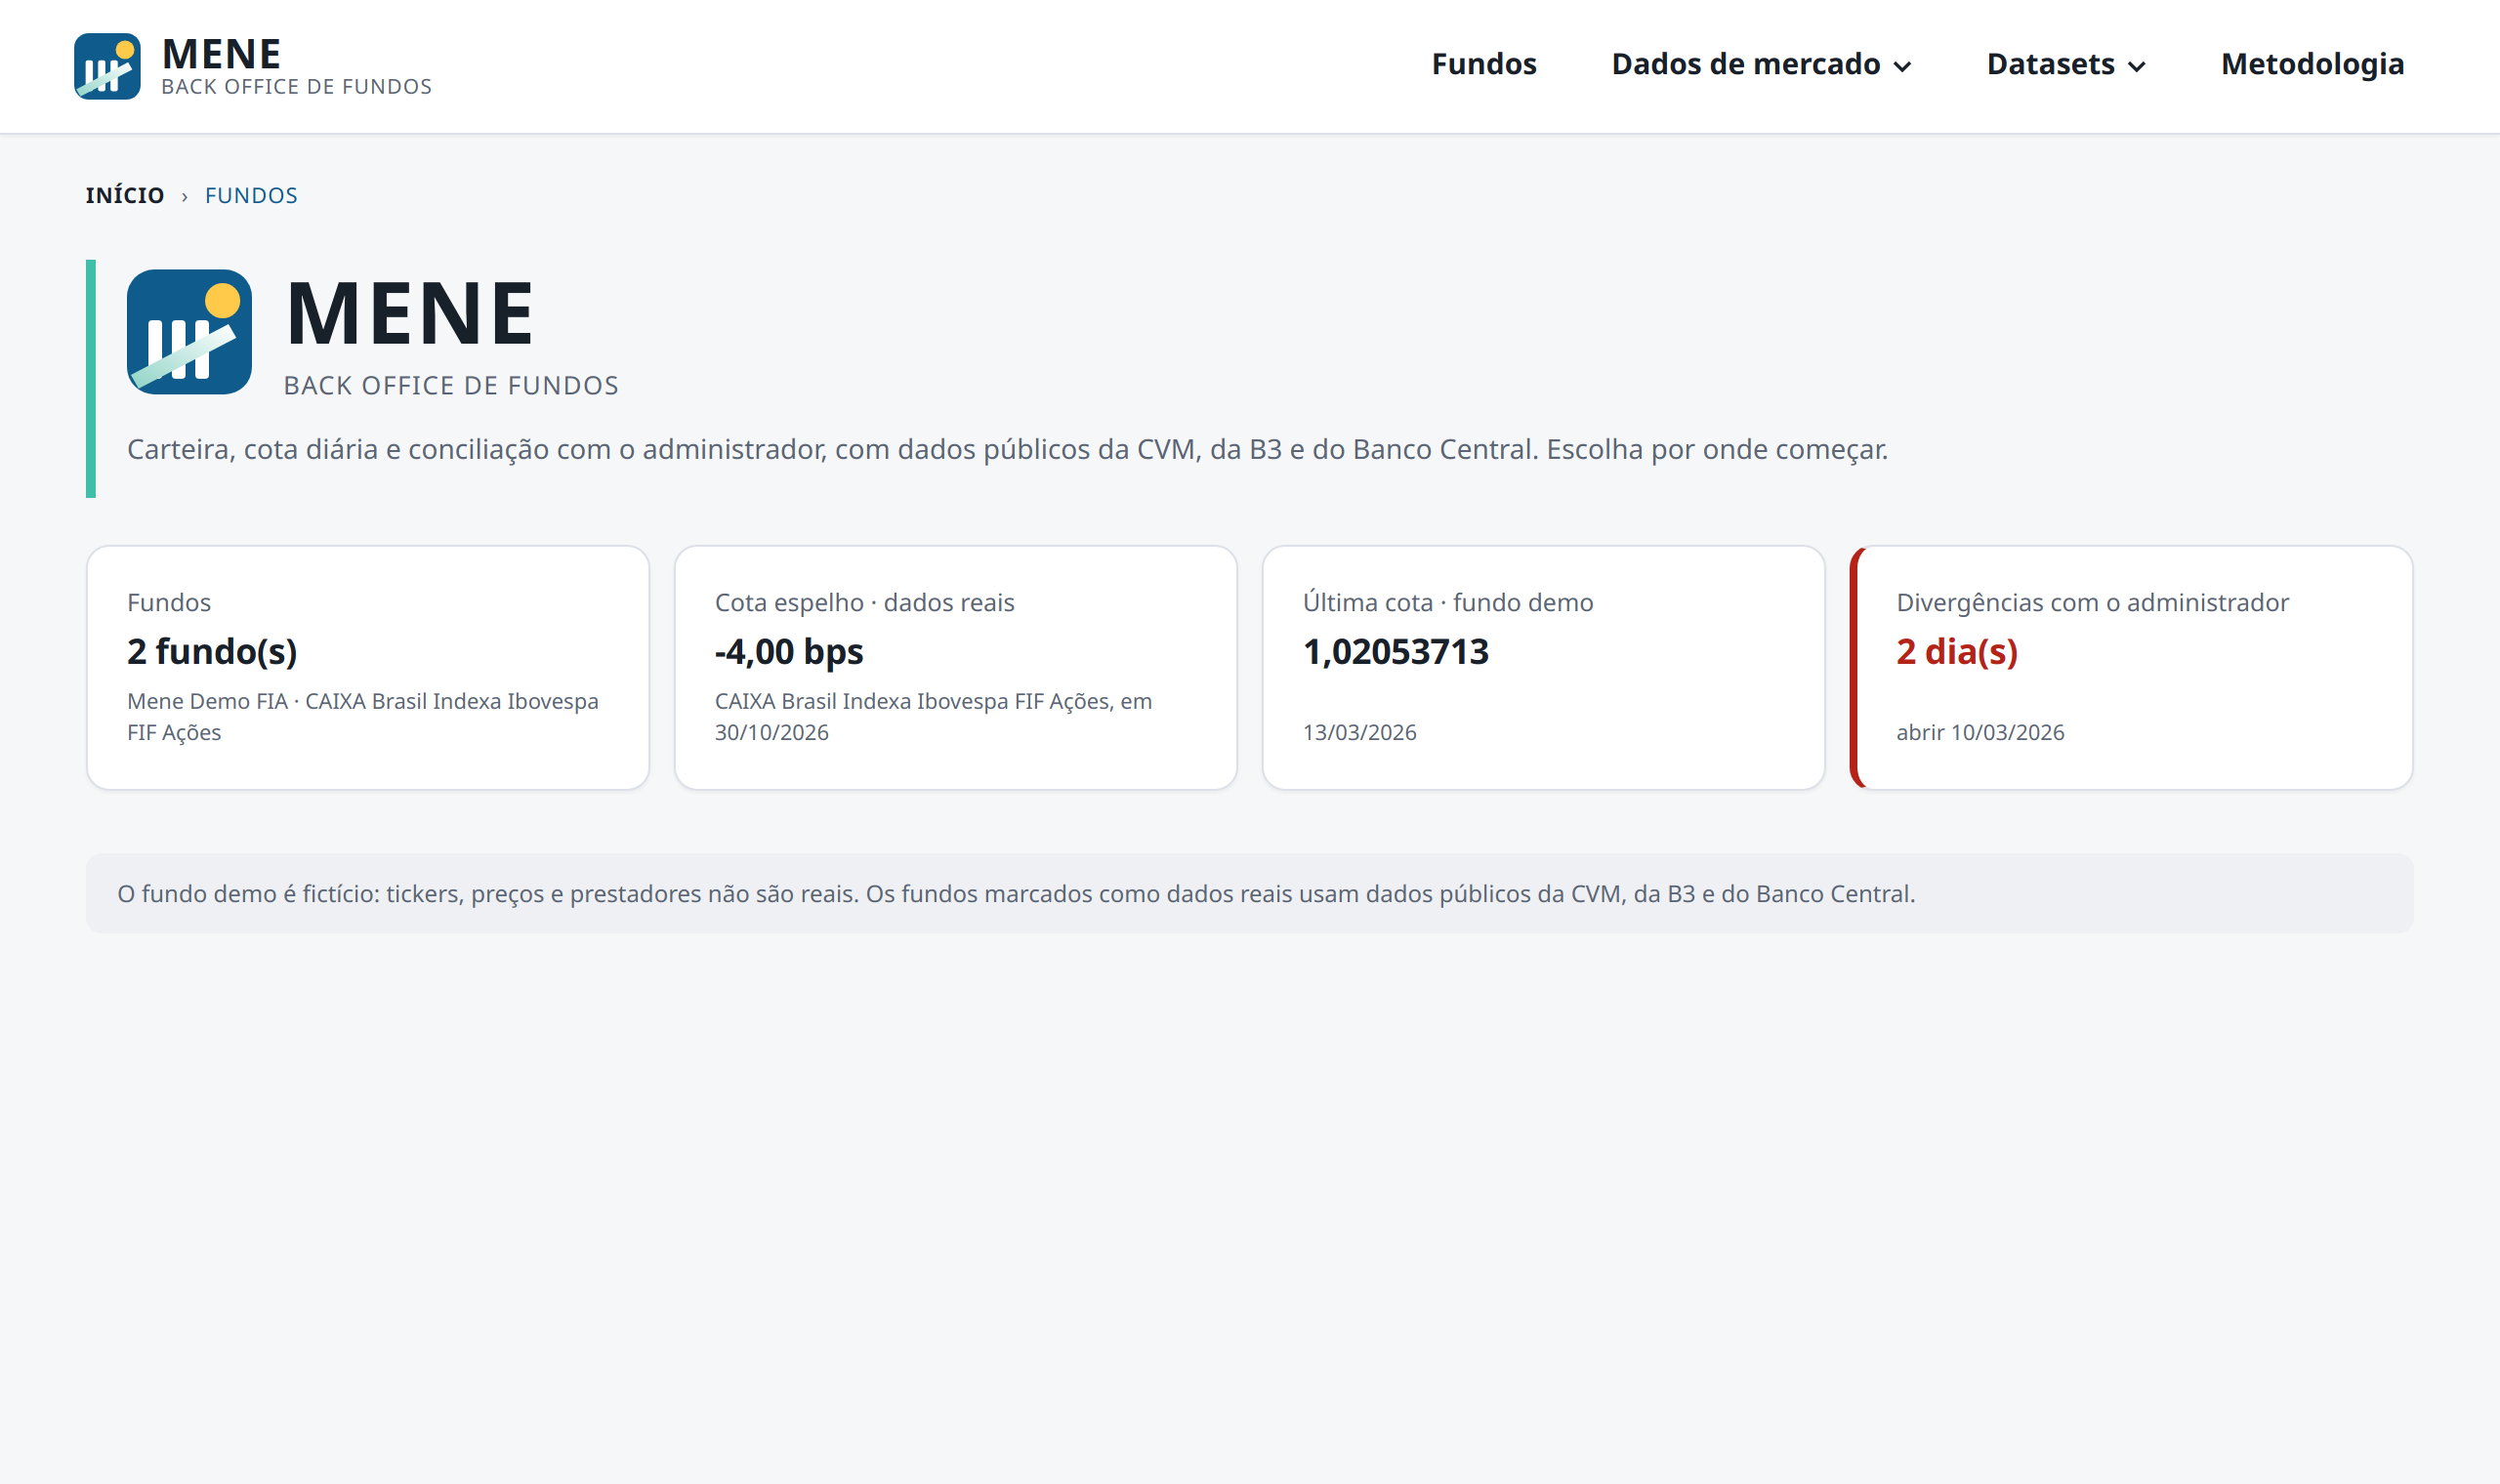 MENE
BACK OFFICE DE FUNDOS
Fundos
Dados de mercado
Datasets
Metodologia
INÍCIO › FUNDOS
MENE
BACK OFFICE DE FUNDOS
Carteira, cota diária e conciliação com o administrador, com dados públicos da CVM, da B3 e do Banco Central. Escolha por onde começar.
Fundos
2 fundo(s)
Mene Demo FIA · CAIXA Brasil Indexa Ibovespa
FIF Ações
Cota espelho · dados reais
-4,00 bps
CAIXA Brasil Indexa Ibovespa FIF Ações, em
30/10/2026
Última cota · fundo demo
1,02053713
13/03/2026
Divergências com o administrador
2 dia(s)
abrir 10/03/2026
O fundo demo é fictício: tickers, preços e prestadores não são reais. Os fundos marcados como dados reais usam dados públicos da CVM, da B3 e do Banco Central.